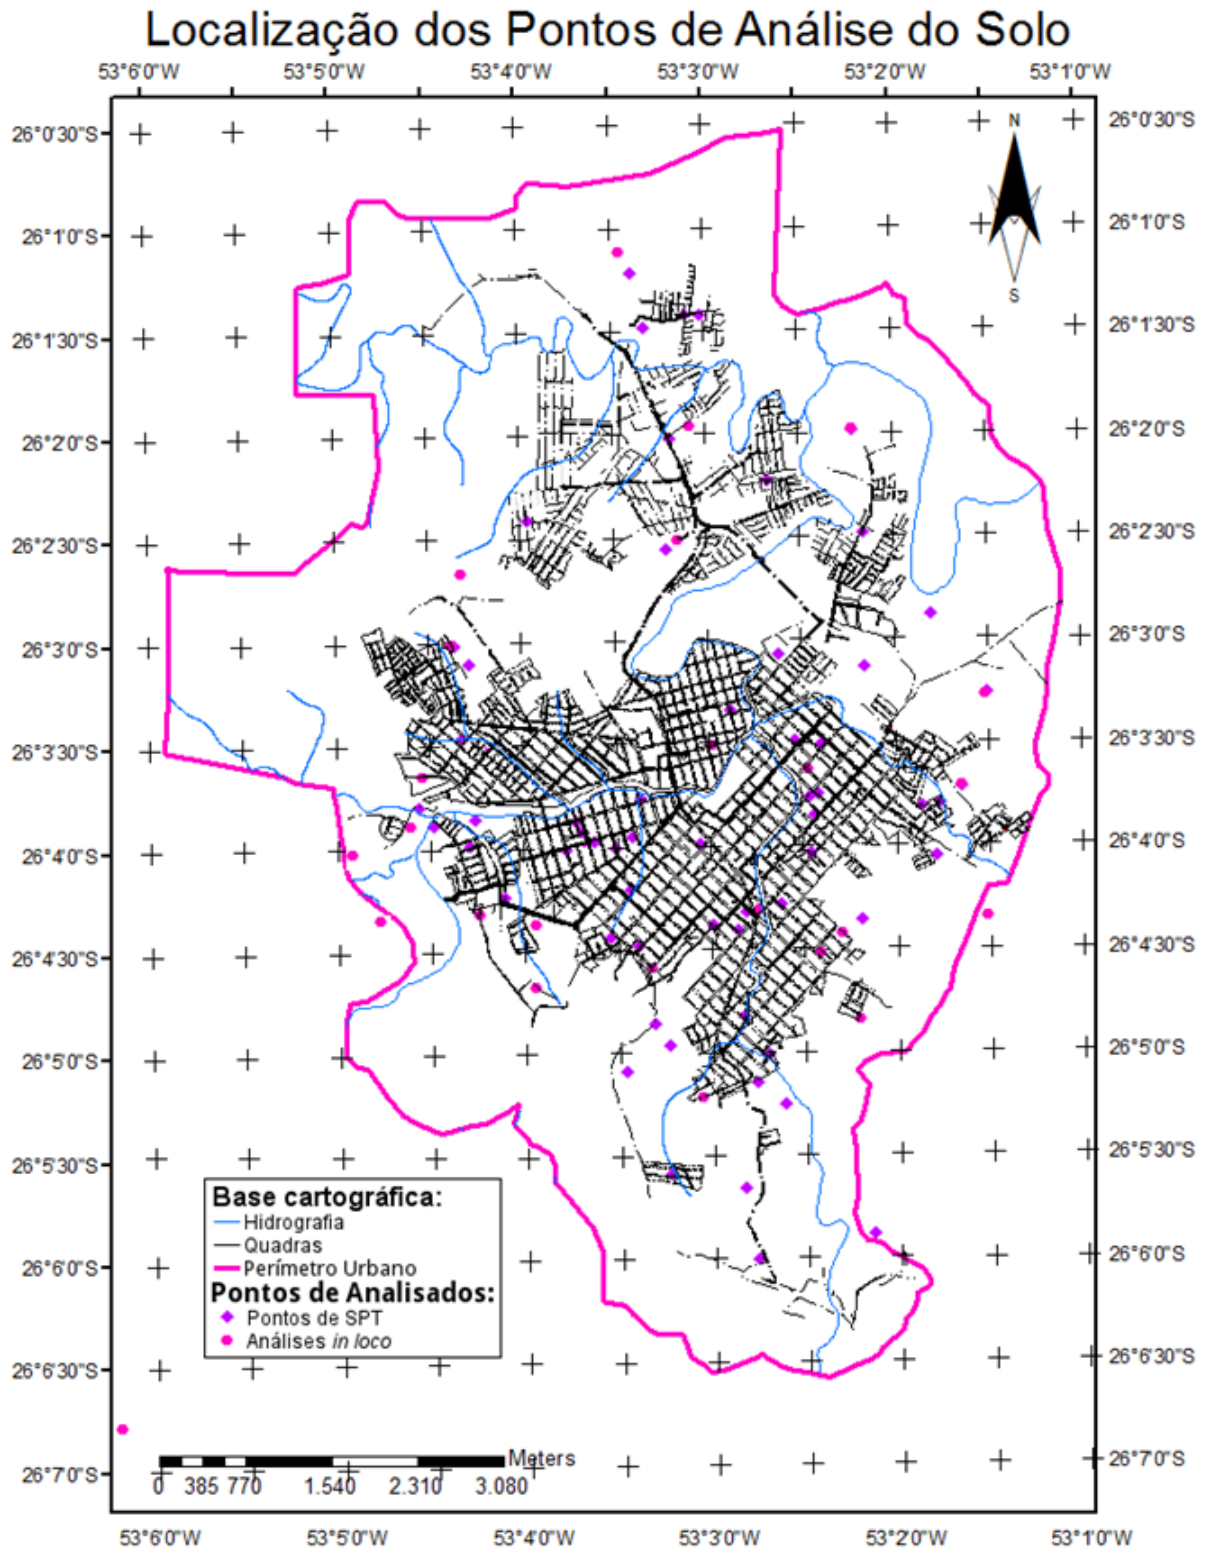 Localização dos Pontos de Análise do Solo
53°6'0"W 53°5'0"W 53°4'0"W 53°3'0"W 53°2'0"W 53°1'0"W
26°0'30"S 26°0'30"S
N
26°1'0"S 26°1'0"S
S
26°1'30"S 26°1'30"S
26°2'0"S 26°2'0"S
26°2'30"S 26°2'30"S
26°3'0"S 26°3'0"S
26°3'30"S 26°3'30"S
26°4'0"S 26°4'0"S
26°4'30"S 26°4'30"S
26°5'0"S 26°5'0"S
26°5'30"S 26°5'30"S
Base cartográfica:
Hidrografia
Quadras
26°6'0"S 26°6'0"S
Perímetro Urbano
Pontos de Analisados:
Pontos de SPT
Análises in loco
26°6'30"S 26°6'30"S
Meters
26°7'0"S 26°7'0"S
0 385 770 1.540 2.310 3.080
53°6'0"W 53°5'0"W 53°4'0"W 53°3'0"W 53°2'0"W 53°1'0"W